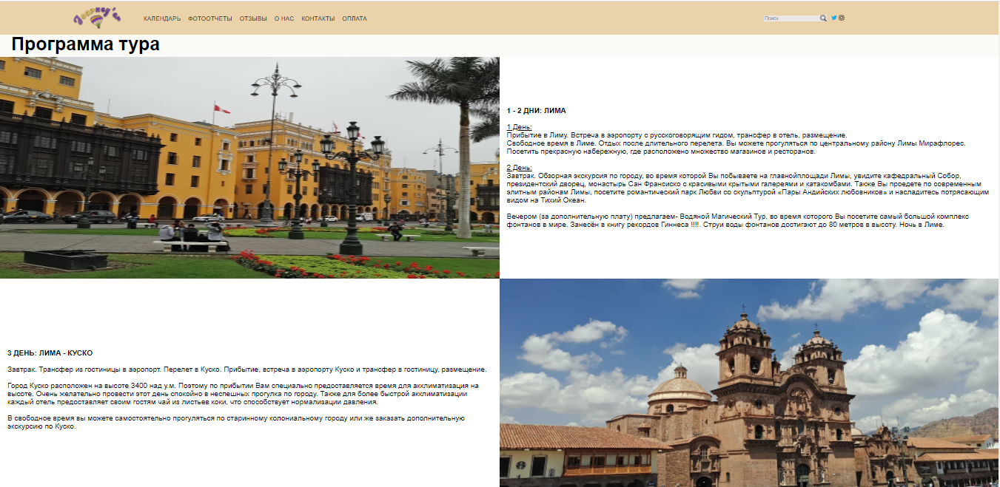 Journey's
КАЛЕНДАРЬ ФОТООТЧЕТЫ ОТЗЫВЫ О НАС КОНТАКТЫ ОПЛАТА
Поиск
Программа тура
1 - 2 ДНИ: ЛИМА
1 День:
Прибытие в Лиму. Встреча в аэропорту с русскоговорящим гидом, трансфер в отель, размещение.
Свободное время в Лиме. Отдых после длительного перелета. Вы можете прогуляться по центральному району Лимы Мирафлорес.
Посетить прекрасную набережную, где расположено множество магазинов и ресторанов.
2 День:
Завтрак. Обзорная экскурсия по городу, во время которой Вы побываете на главнойплощади Лимы, увидите кафедральный Собор,
президентский дворец, монастырь Сан Франсиско с красивыми крытыми галереями и катакомбами. Также Вы проедете по современным
элитным районам Лимы, посетите романтический парк Любви со скульптурой «Пары Андийских любовников» и насладитесь потрясающим
видом на Тихий Океан.
Вечером (за дополнительную плату) предлагаем- Водяной Магический Тур, во время которого Вы посетите самый большой комплекс
фонтанов в мире. Занесён в книгу рекордов Гиннеса !!!!. Струи воды фонтанов достигают до 80 метров в высоту. Ночь в Лиме.
3 ДЕНЬ: ЛИМА - КУСКО
Завтрак. Трансфер из гостиницы в аэропорт. Перелет в Куско. Прибытие, встреча в аэропорту Куско и трансфер в гостиницу, размещение.
Город Куско расположен на высоте 3400 над у.м. Поэтому по прибытии Вам специально предоставляется время для акклиматизация на
высоте. Очень желательно провести этот день спокойно в неспешных прогулка по городу. Также для более быстрой акклиматизации
каждый отель предоставляет своим гостям чай из листьев коки, что способствует нормализации давления.
В свободное время вы можете самостоятельно прогуляться по старинному колониальному городу или же заказать дополнительную
экскурсию по Куско.